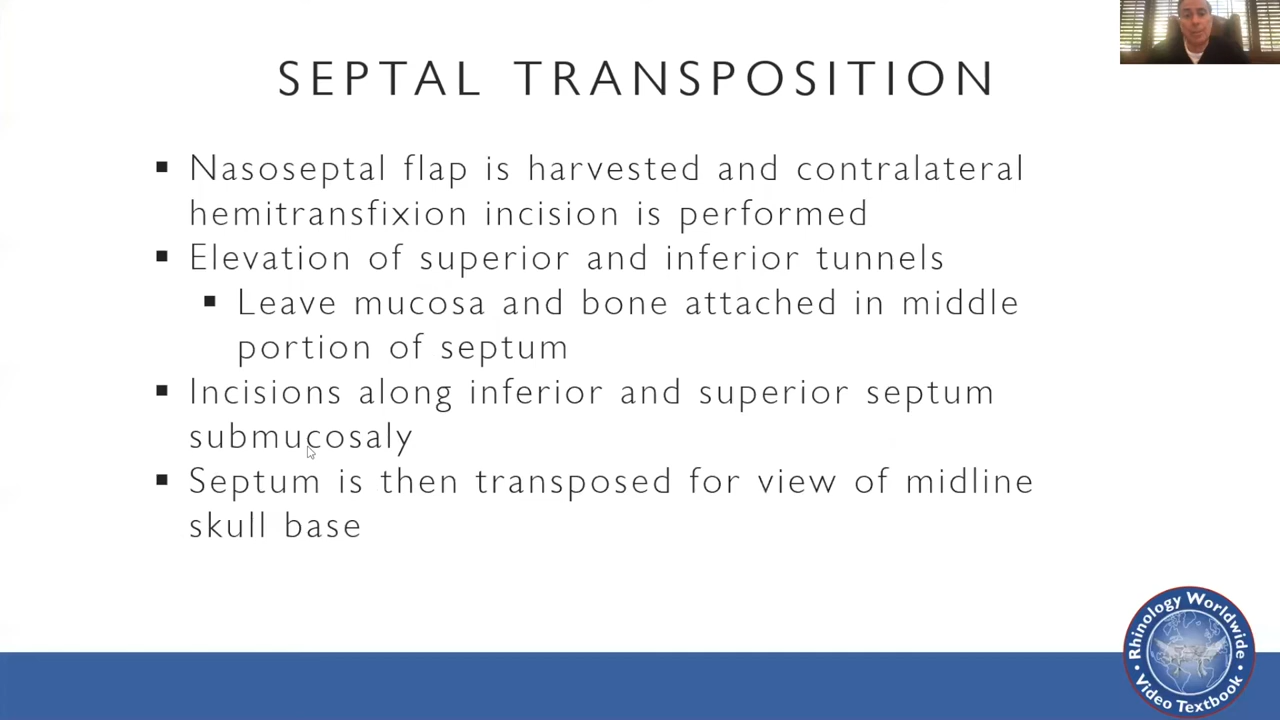 SEPTAL TRANSPOSITION
▪ Nasoseptal flap is harvested and contralateral
hemitransfixion incision is performed
▪ Elevation of superior and inferior tunnels
▪ Leave mucosa and bone attached in middle
portion of septum
▪ Incisions along inferior and superior septum
submucosaly
▪ Septum is then transposed for view of midline
skull base
Rhinology Worldwide
• Video Textbook •